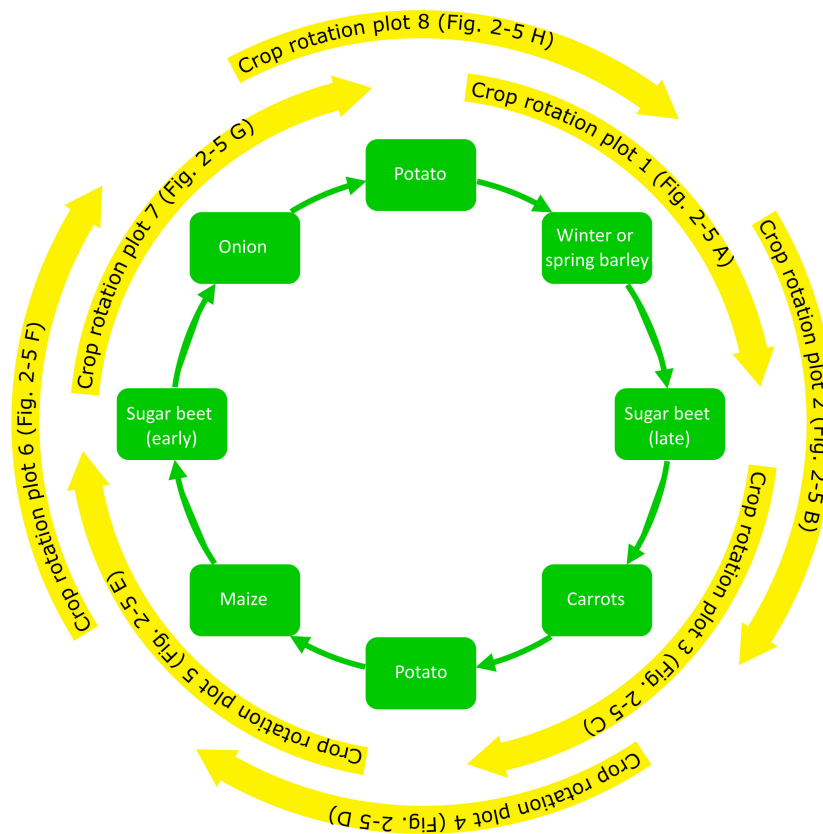 Crop rotation plot 8 (Fig. 2-5 H)
Crop rotation plot 1 (Fig. 2-5 A)
Crop rotation plot 7 (Fig. 2-5 G)
Potato
Onion
Winter or
spring barley
Crop rotation plot 2 (Fig. 2-5 B)
Crop rotation plot 6 (Fig. 2-5 F)
Sugar beet
(early)
Sugar beet
(late)
Crop rotation plot 3 (Fig. 2-5 C)
Crop rotation plot 5 (Fig. 2-5 E)
Maize
Carrots
Potato
Crop rotation plot 4 (Fig. 2-5 D)